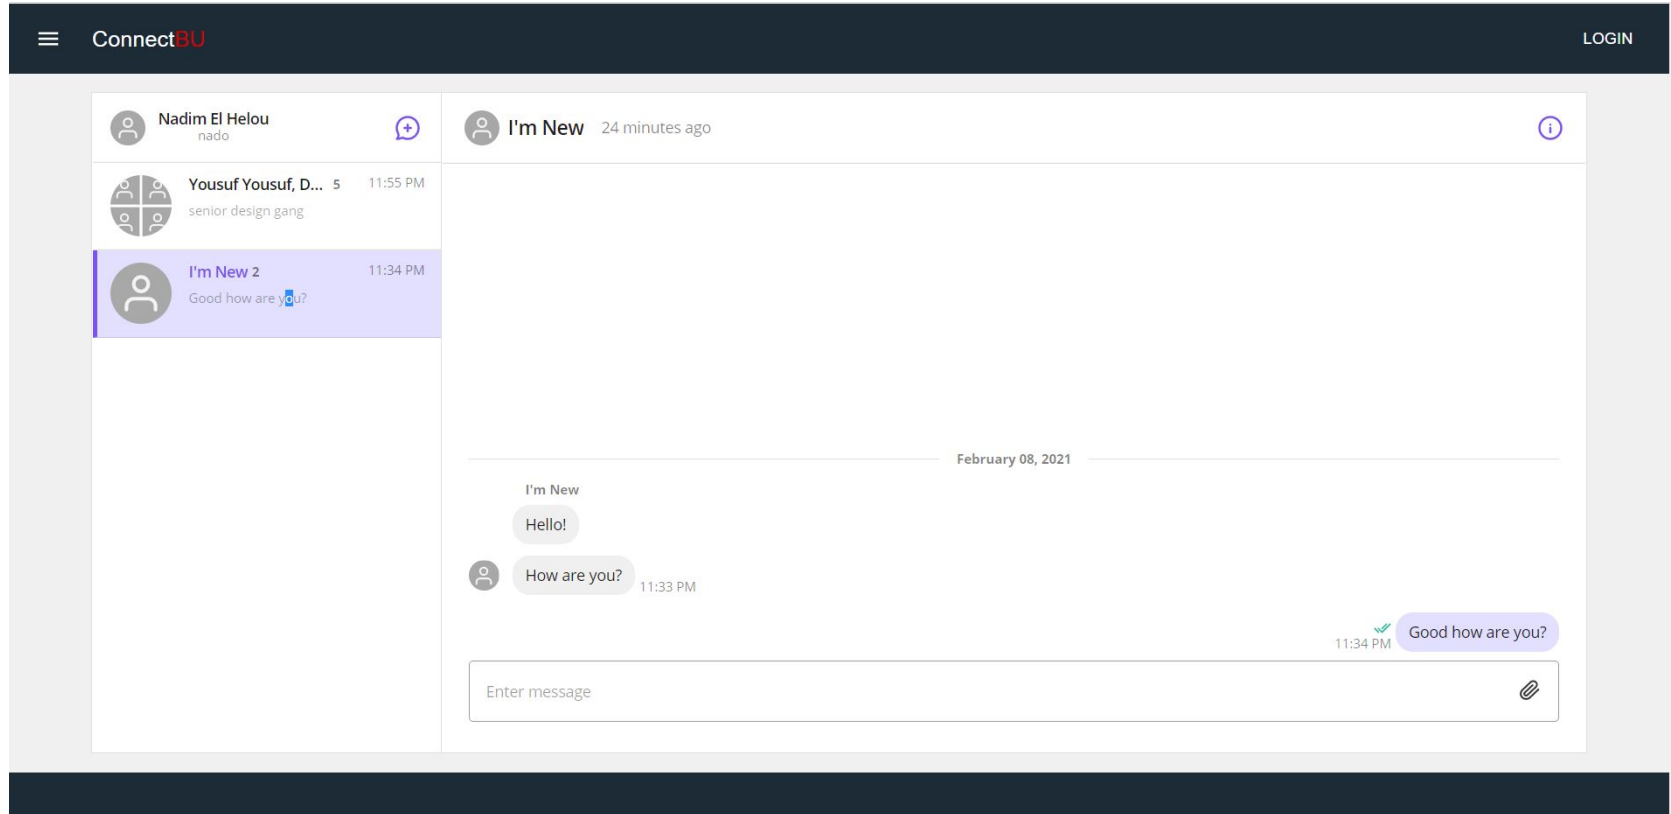 ConnectBU
LOGIN
Nadim El Helou
nado
Yousuf Yousuf, D... 5 11:55 PM
senior design gang
I'm New 2 11:34 PM
Good how are you?
I'm New 24 minutes ago
February 08, 2021
I'm New
Hello!
How are you? 11:33 PM
11:34 PM Good how are you?
Enter message